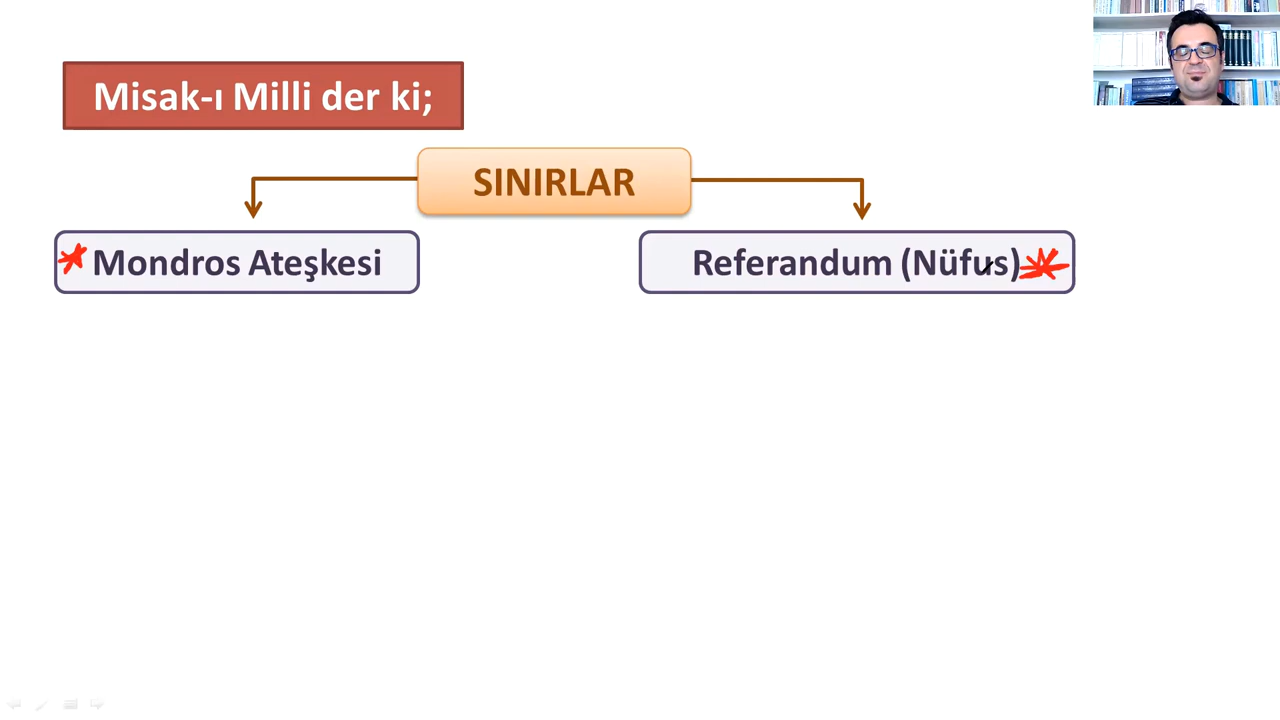 Misak-ı Milli der ki;
SINIRLAR
Mondros Ateşkesi
Referandum (Nüfus)